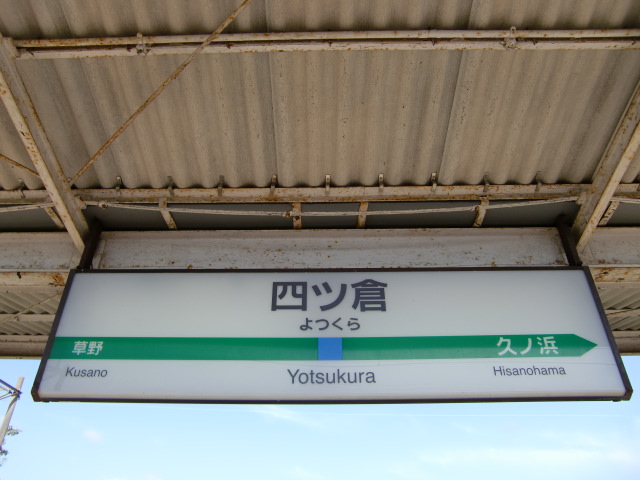 四ツ倉
よつくら
草野
久ノ浜
Kusano
Yotsukura
Hisanohama